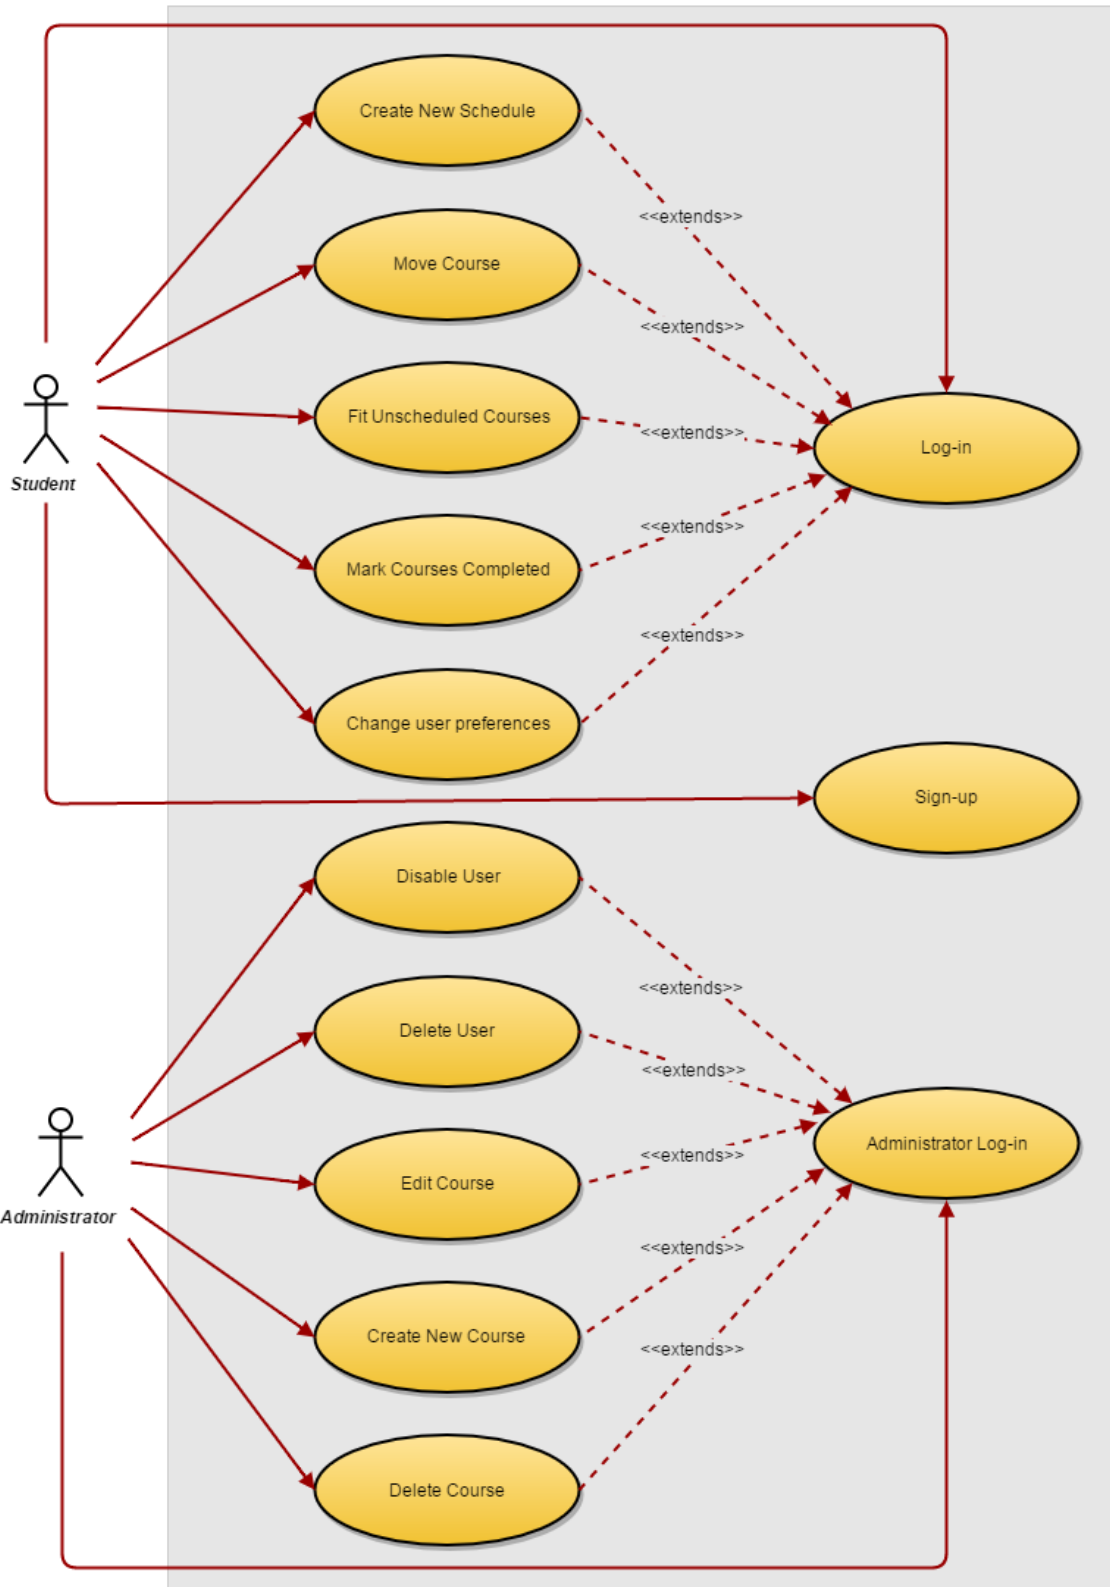 Create New Schedule
<<extends>>
Move Course
<<extends>>
Fit Unscheduled Courses
<<extends>>
Log-in
Student
<<extends>>
Mark Courses Completed
<<extends>>
Change user preferences
Sign-up
Disable User
<<extends>>
Delete User
<<extends>>
Administrator Log-in
<<extends>>
Edit Course
Administrator
<<extends>>
Create New Course
<<extends>>
Delete Course